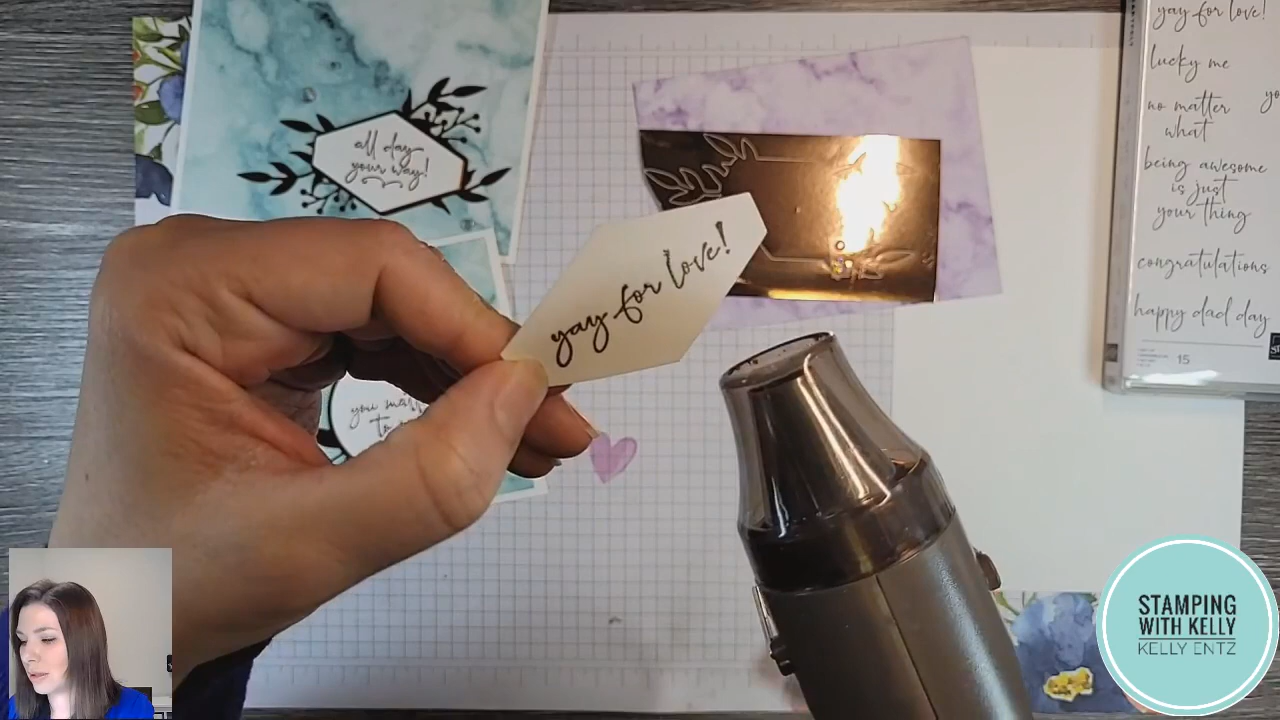 all day
your way!
yay for love!
yay for love!
lucky me
no matter
what
being awesome
is just
your thing
congratulations
happy dad day
15
STAMPING
WITH KELLY
KELLY ENTZ